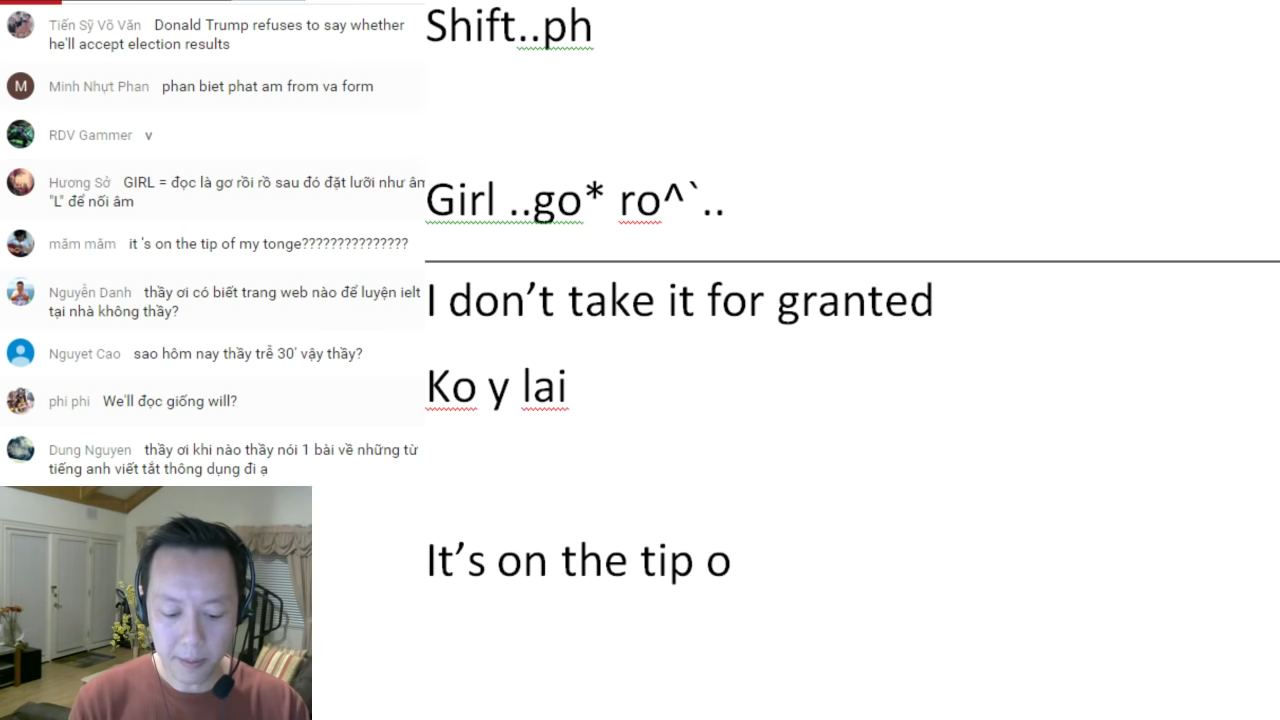 Tiến Sỹ Võ Văn Donald Trump refuses to say whether
he'll accept election results
Minh Nhựt Phan phan biet phat am from va form
M
RDV Gammer v
Hương Sở GIRL = đọc là gơ rồi rồ sau đó đặt lưỡi như âm
"L" để nối âm
măm măm it 's on the tip of my tonge???????????????
Nguyễn Danh thầy ơi có biết trang web nào để luyện ielt
tại nhà không thầy?
Nguyet Cao sao hôm nay thầy trễ 30' vậy thầy?
phi phi We'll đọc giống will?
Dung Nguyen thầy ơi khi nào thầy nói 1 bài về những từ
tiếng anh viết tắt thông dụng đi ạ
Shift..ph
Girl ..go* ro^`..
I don’t take it for granted
Ko y lai
It’s on the tip o